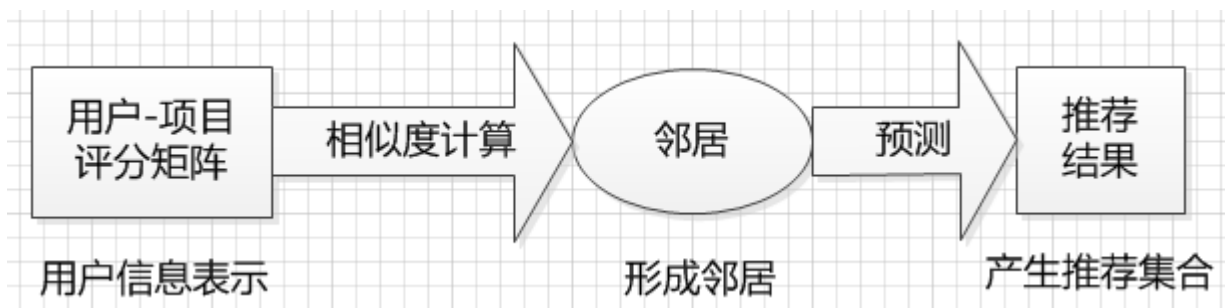 用户-项目
评分矩阵
相似度计算
邻居
预测
推荐
结果
用户信息表示
形成邻居
产生推荐集合